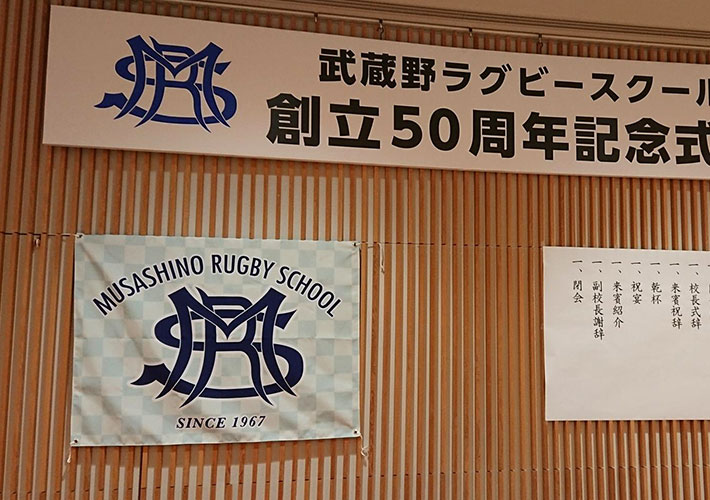 武蔵野ラグビースクール
創立50周年記念式
MUSASHINO RUGBY SCHOOL
MRS
SINCE 1967
一、校長式辞
一、来賓祝辞
一、乾杯
一、祝宴
一、来賓紹介
一、副校長謝辞
一、閉会